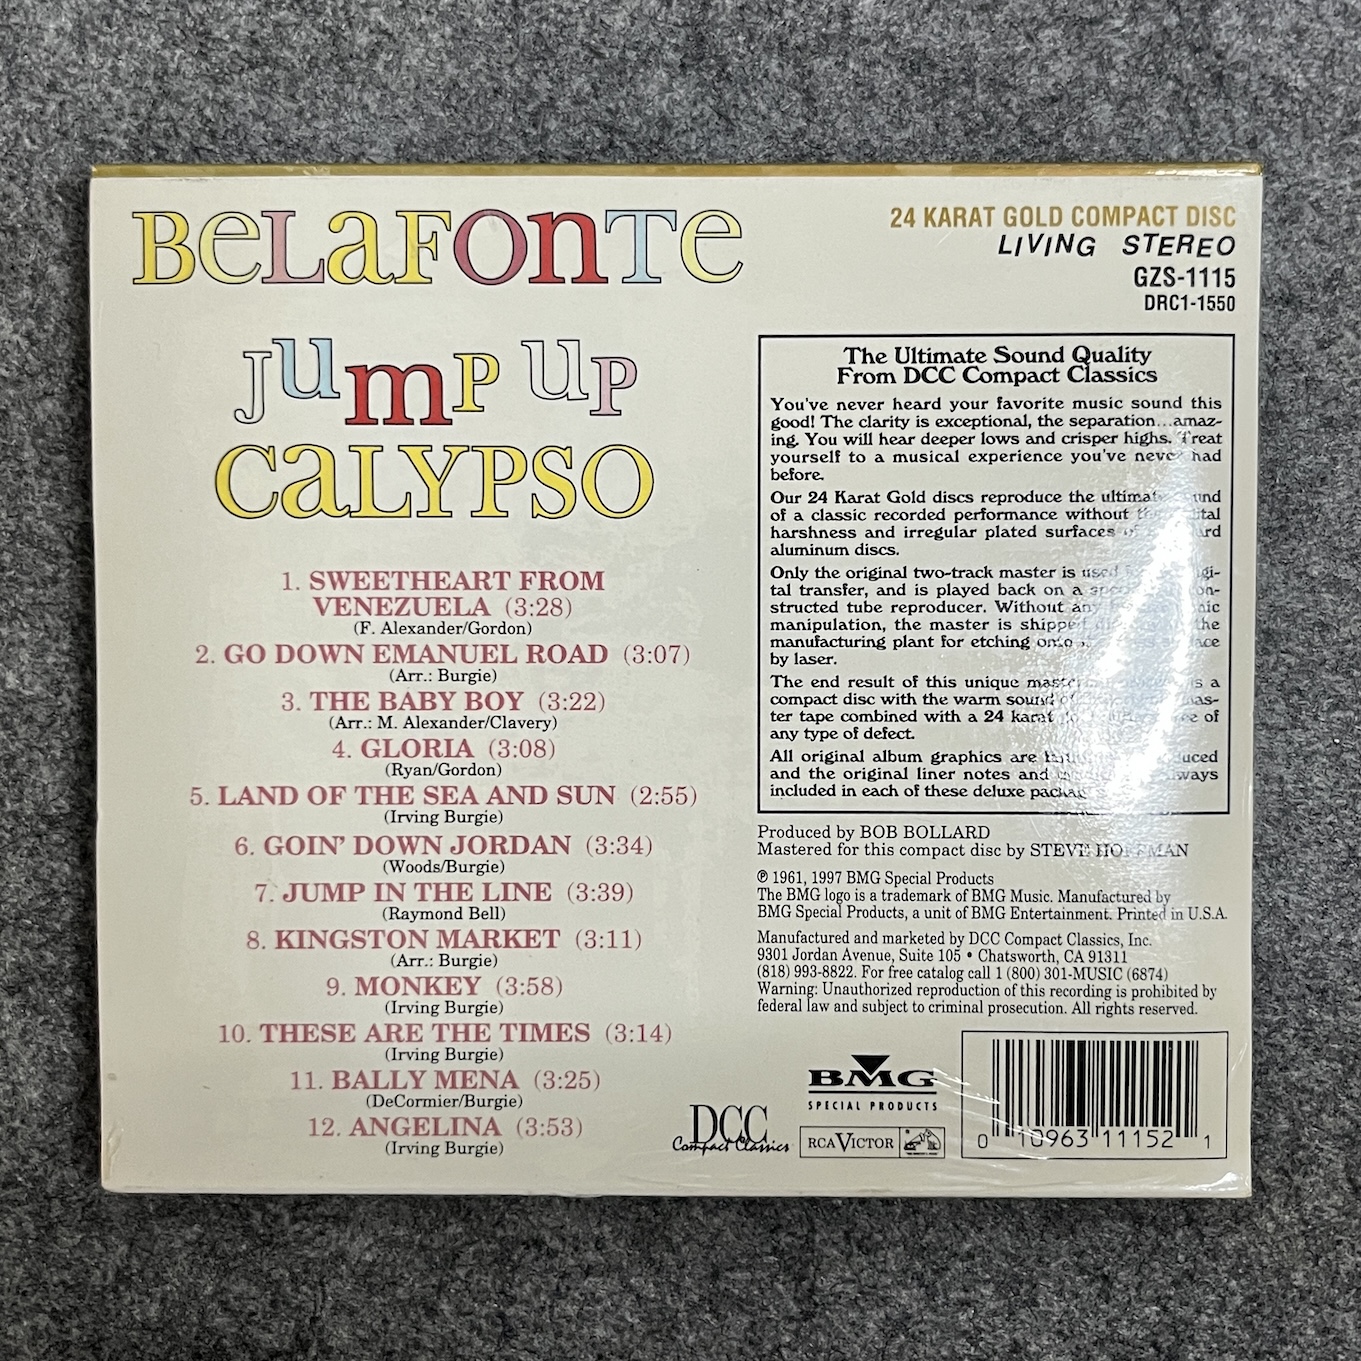 BeLaFonTe
Jump up
CaLYPSO
1. SWEETHEART FROM
VENEZUELA (3:28)
(F. Alexander/Gordon)
2. GO DOWN EMANUEL ROAD (3:07)
(Arr.: Burgie)
3. THE BABY BOY (3:22)
(Arr.: M. Alexander/Clavery)
4. GLORIA (3:08)
(Ryan/Gordon)
5. LAND OF THE SEA AND SUN (2:55)
(Irving Burgie)
6. GOIN' DOWN JORDAN (3:34)
(Woods/Burgie)
7. JUMP IN THE LINE (3:39)
(Raymond Bell)
8. KINGSTON MARKET (3:11)
(Arr.: Burgie)
9. MONKEY (3:58)
(Irving Burgie)
10. THESE ARE THE TIMES (3:14)
(Irving Burgie)
11. BALLY MENA (3:25)
(DeCormier/Burgie)
12. ANGELINA (3:53)
(Irving Burgie)
24 KARAT GOLD COMPACT DISC
LIVING STEREO
GZS-1115
DRC1-1550
The Ultimate Sound Quality
From DCC Compact Classics
You've never heard your favorite music sound this
good! The clarity is exceptional, the separation...amaz-
ing. You will hear deeper lows and crisper highs. Treat
yourself to a musical experience you've never had
before.
Our 24 Karat Gold discs reproduce the ultimate
of a classic recorded performance without
harshness and irregular plated surfaces
aluminum discs.
Only the original two-track master is used
tal transfer, and is played back on a
structed tube reproducer. Without any
manipulation, the master is shipped the
manufacturing plant for etching onto
by laser.
The end result of this unique is a
compact disc with the warm sound
ter tape combined with a 24 karat of
any type of defect.
All original album graphics are
and the original liner notes and always
included in each of these deluxe
Produced by BOB BOLLARD
Mastered for this compact disc by STEVE HOFFMAN
℗ 1961, 1997 BMG Special Products
The BMG logo is a trademark of BMG Music. Manufactured by
BMG Special Products, a unit of BMG Entertainment. Printed in U.S.A.
Manufactured and marketed by DCC Compact Classics, Inc.
9301 Jordan Avenue, Suite 105 • Chatsworth, CA 91311
(818) 993-8822. For free catalog call 1 (800) 301-MUSIC (6874)
Warning: Unauthorized reproduction of this recording is prohibited by
federal law and subject to criminal prosecution. All rights reserved.
DCC
Compact Classics
BMG
SPECIAL PRODUCTS
RCA VICTOR
0 10963 11152 1